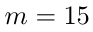 m = 15